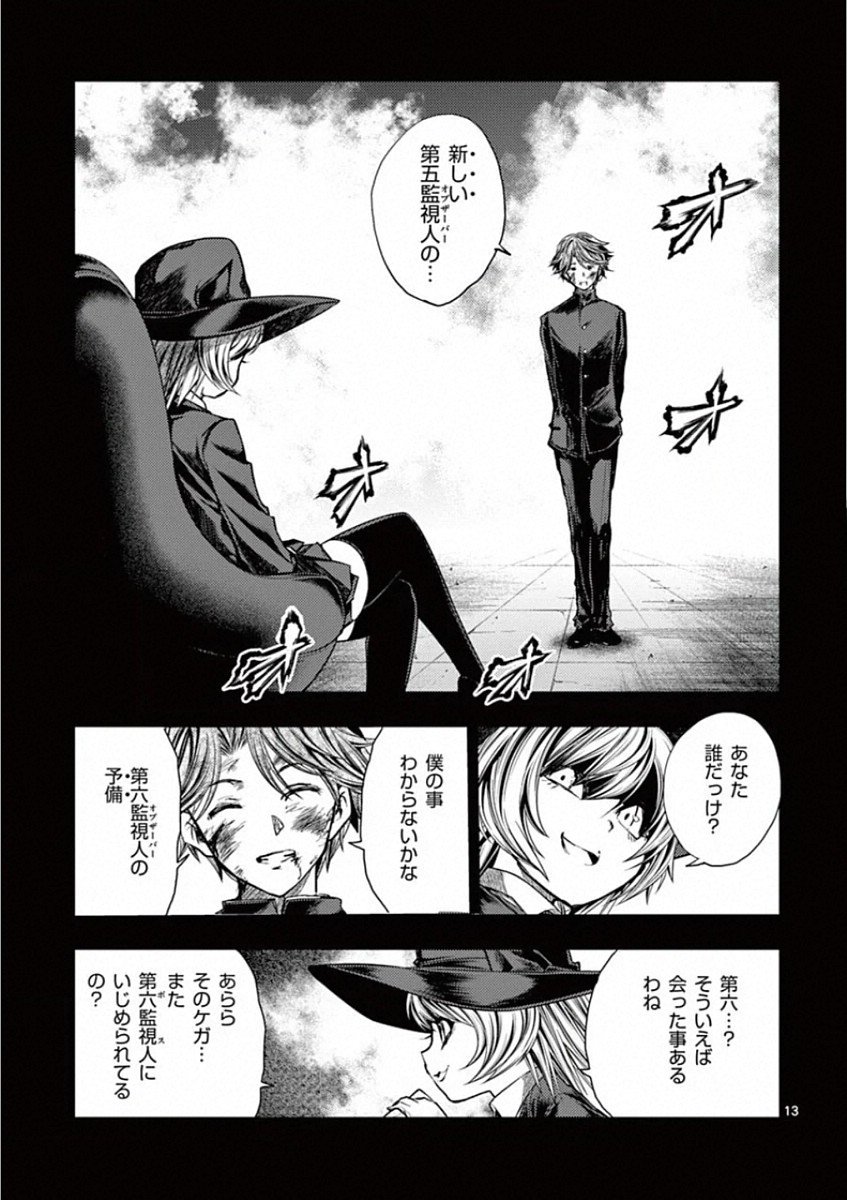 新しい
第五監視人の…
オブザーバー
オオオオオ
あなた
誰だっけ?
僕の事
わからないかな
第六監視人の
オブザーバー
予備
第六…?
そういえば
会った事ある
わね
あららら
そのケガ…
また
第六監視人に
ボス
いじめられてる
の?
13